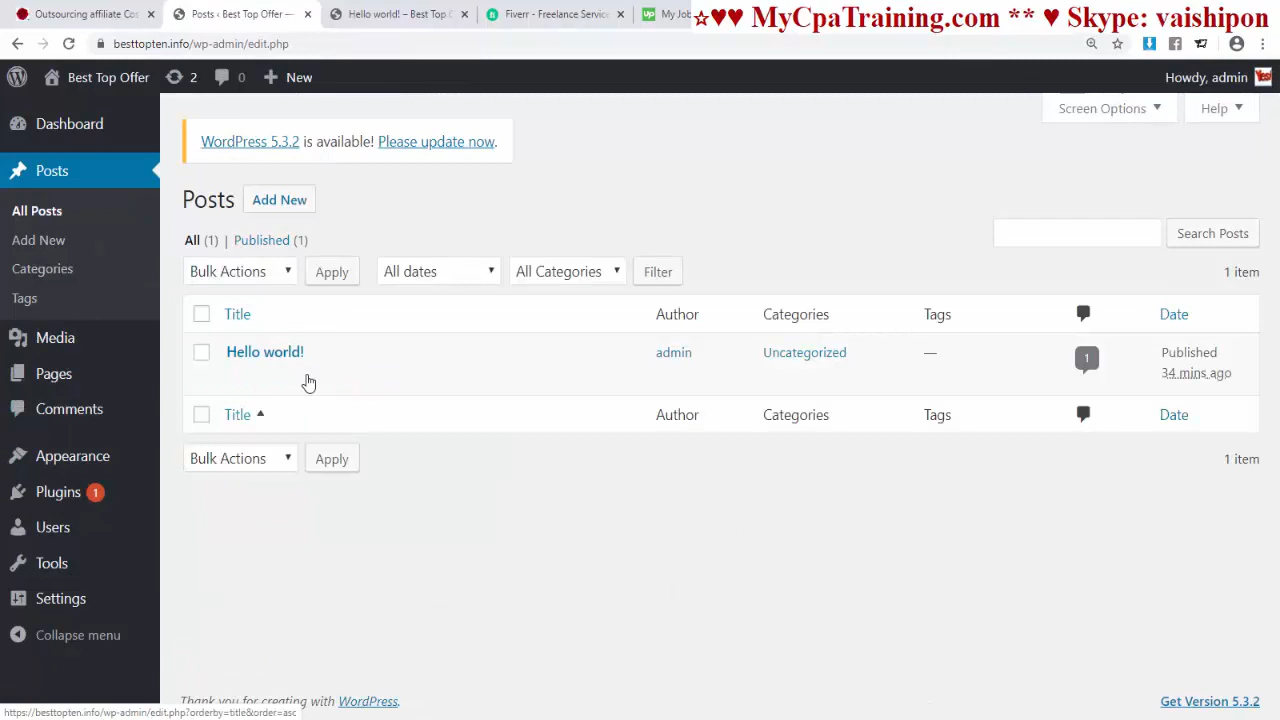 Outsourcing affiliate Co
Posts ‹ Best Top Offer —
Hello world! – Best Top
Fiverr - Freelance Service
Up My Jo
☆♥♥ MyCpaTraining.com ** ♥ Skype: vaishipon
besttopten.info/wp-admin/edit.php
Best Top Offer 2 0 + New
Howdy, admin
Screen Options Help
Dashboard
WordPress 5.3.2 is available! Please update now.
Posts
Posts Add New
All Posts
Add New
Categories
Tags
All (1) | Published (1)
Search Posts
Bulk Actions Apply All dates All Categories Filter 1 item
Title Author Categories Tags Date
Hello world! admin Uncategorized — 1 Published
34 mins ago
Title Author Categories Tags Date
Bulk Actions Apply 1 item
Media
Pages
Comments
Appearance
Plugins 1
Users
Tools
Settings
Collapse menu
Thank you for creating with WordPress.
Get Version 5.3.2
https://besttopten.info/wp-admin/edit.php?orderby=title&order=asc